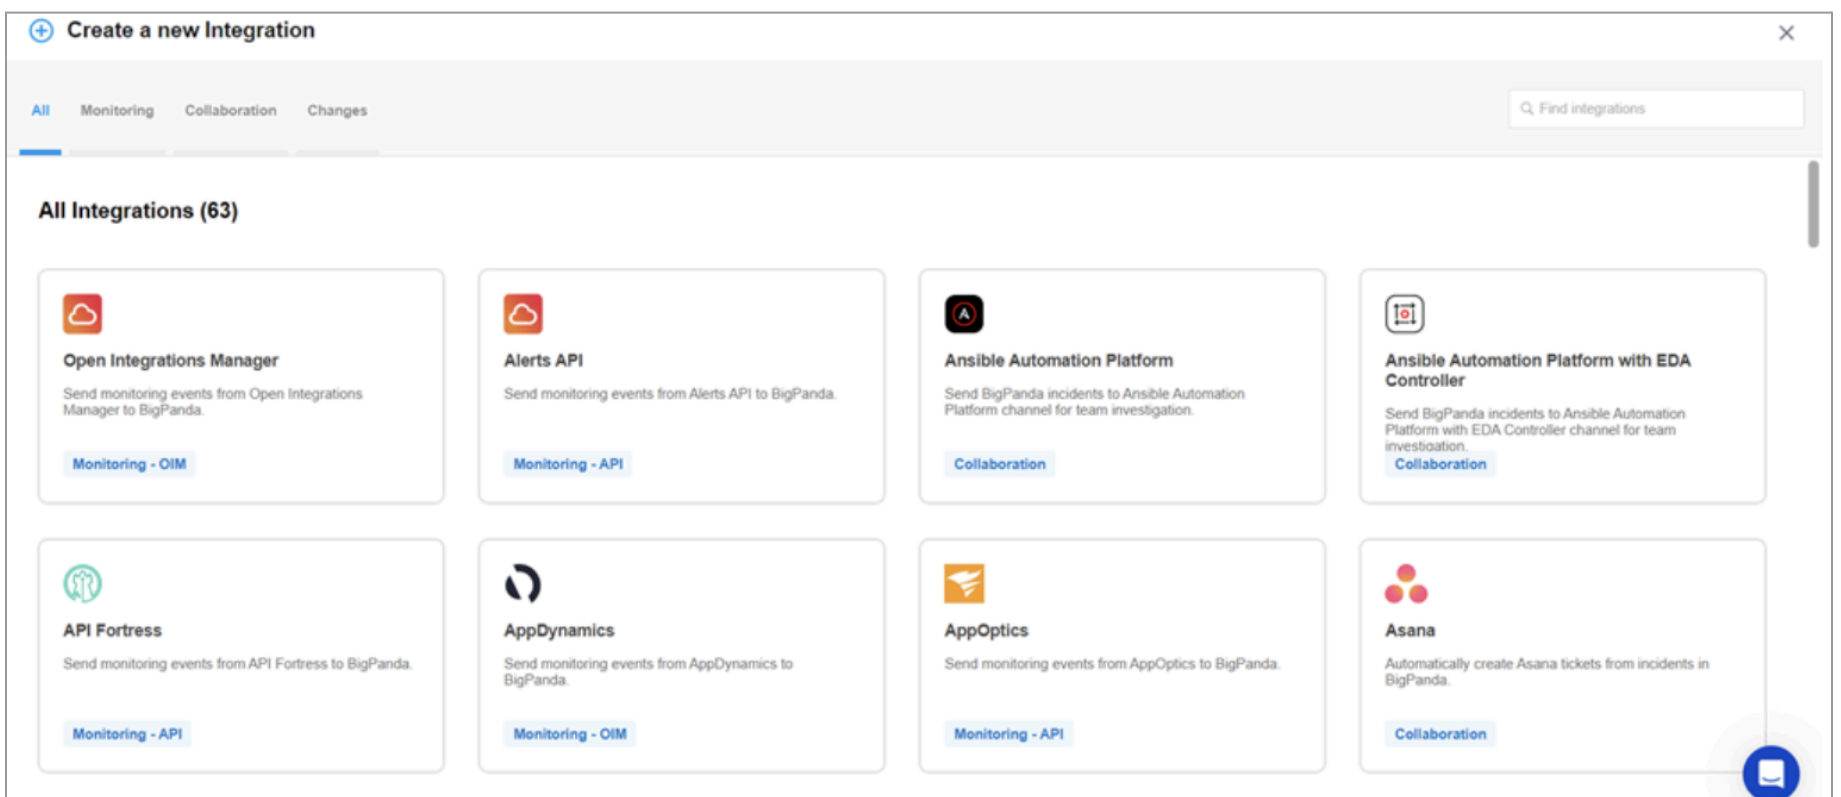 Create a new Integration
All Monitoring Collaboration Changes
Find integrations
All Integrations (63)
Open Integrations Manager
Send monitoring events from Open Integrations
Manager to BigPanda.
Monitoring - OIM
Alerts API
Send monitoring events from Alerts API to BigPanda.
Monitoring - API
Ansible Automation Platform
Send BigPanda incidents to Ansible Automation
Platform channel for team investigation.
Collaboration
Ansible Automation Platform with EDA
Controller
Send BigPanda incidents to Ansible Automation
Platform with EDA Controller channel for team
investigation.
Collaboration
API Fortress
Send monitoring events from API Fortress to BigPanda.
Monitoring - API
AppDynamics
Send monitoring events from AppDynamics to
BigPanda.
Monitoring - OIM
AppOptics
Send monitoring events from AppOptics to BigPanda.
Monitoring - API
Asana
Automatically create Asana tickets from incidents in
BigPanda.
Collaboration